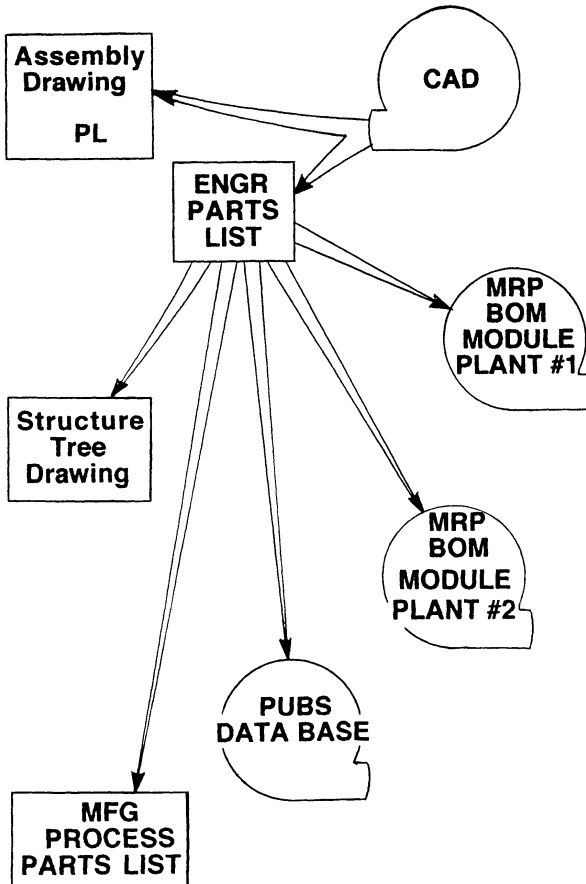 Assembly
Drawing
PL
CAD
ENGR
PARTS
LIST
MRP
BOM
MODULE
PLANT #1
Structure
Tree
Drawing
MRP
BOM
MODULE
PLANT #2
PUBS
DATA BASE
MFG
PROCESS
PARTS LIST